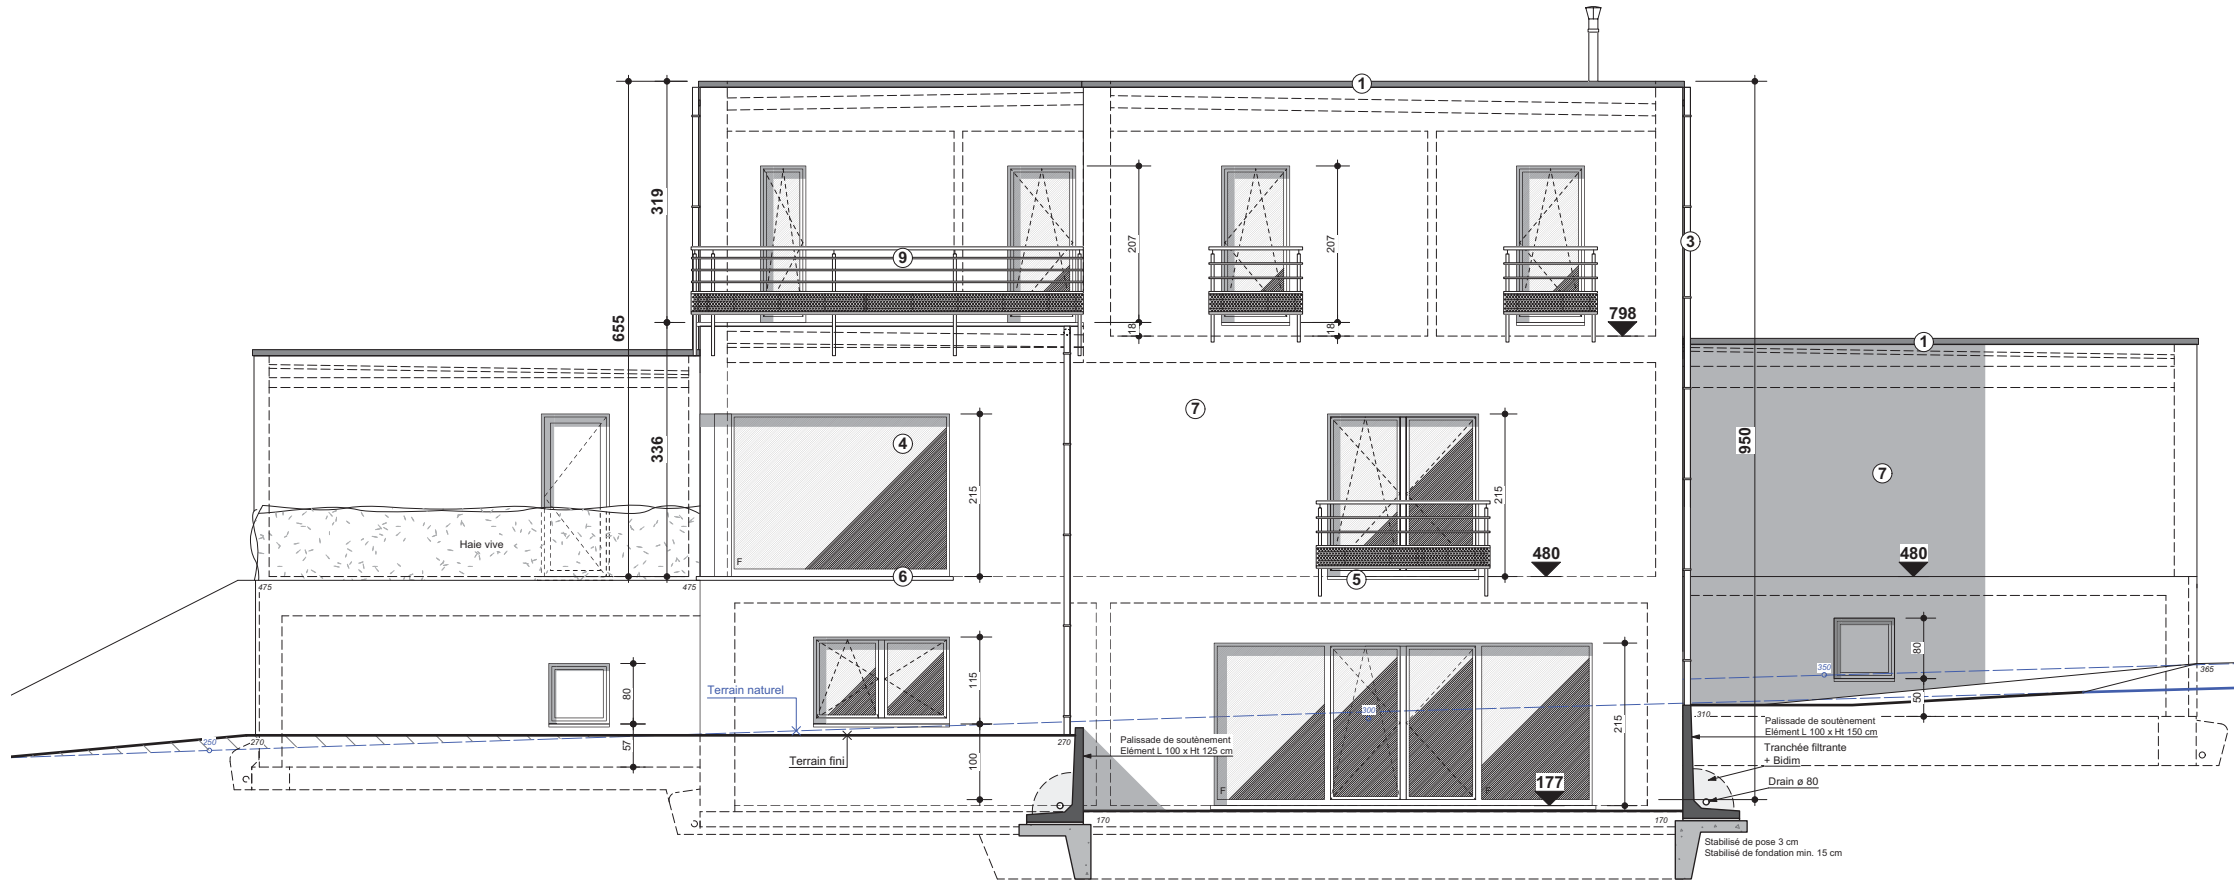 1
319
207
207
3
9
655
18
18
798
1
336
7
950
4
215
215
7
Haie vive
F
480
480
6
5
475
475
80
115
80
350
365
Terrain naturel
300
215
50
310
250
270
57
270
Palissade de soutènement
Elément L 100 x Ht 125 cm
Palissade de soutènement
Elément L 100 x Ht 150 cm
Terrain fini
100
Tranchée filtrante
+ Bidim
177
Drain ø 80
F
F
170
170
Stabilisé de pose 3 cm
Stabilisé de fondation min. 15 cm